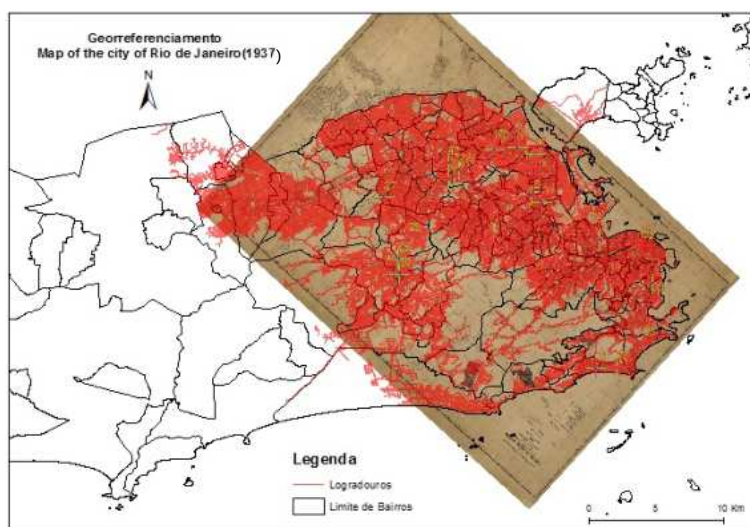 Georreferenciamento
Map of the city of Rio de Janeiro(1937)
N
Legenda
Logradouros
Limite de Bairros
0 5 10 Km